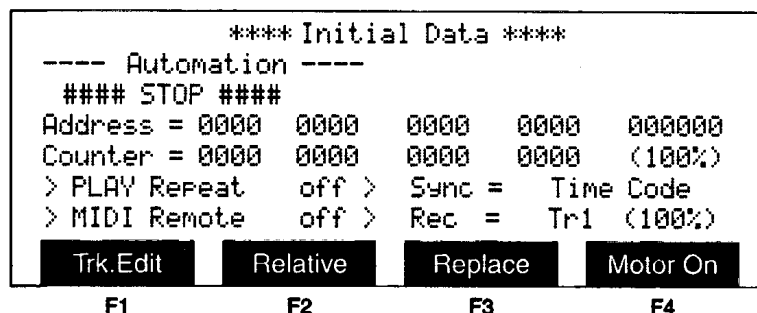 **** Initial Data ****
---- Automation ----
#### STOP ####
Address = 0000 0000 0000 0000 000000
Counter = 0000 0000 0000 0000 (100%)
> PLAY Repeat off > Sync = Time Code
> MIDI Remote off > Rec = Tr1 (100%)
Trk.Edit Relative Replace Motor On
F1 F2 F3 F4